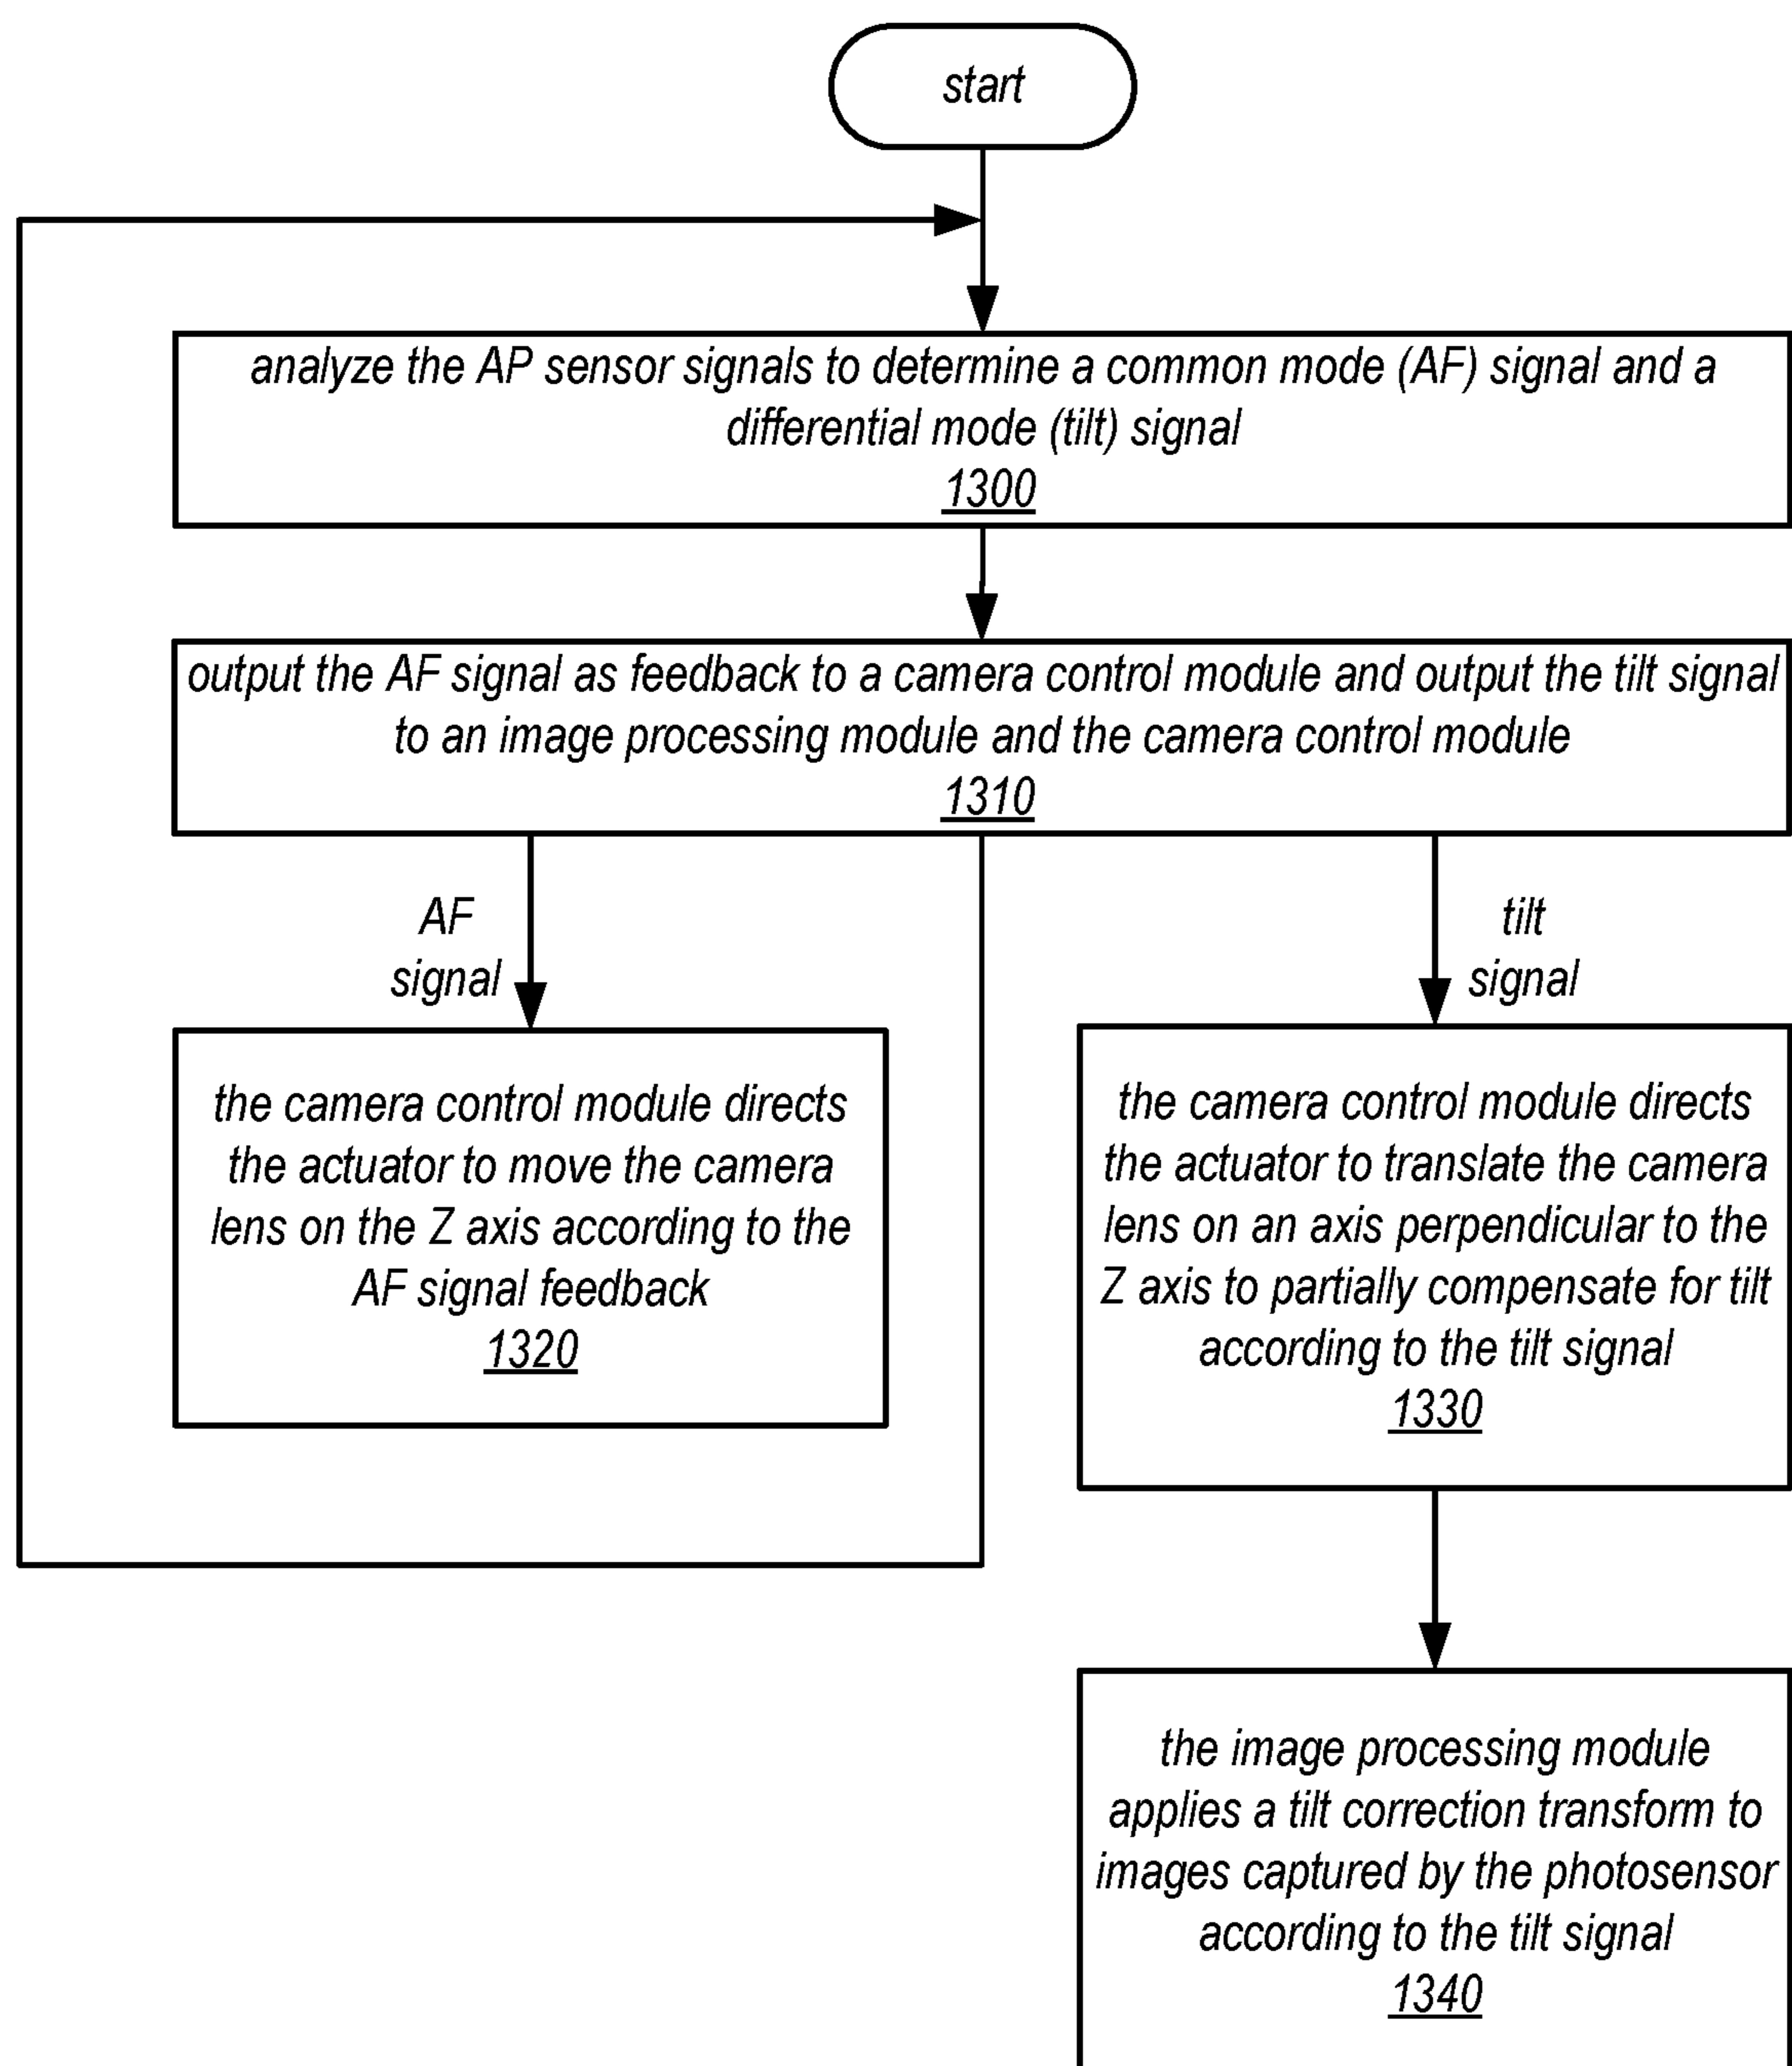 start
analyze the AP sensor signals to determine a common mode (AF) signal and a
differential mode (tilt) signal
1300
output the AF signal as feedback to a camera control module and output the tilt signal
to an image processing module and the camera control module
1310
AF
signal
tilt
signal
the camera control module directs
the actuator to move the camera
lens on the Z axis according to the
AF signal feedback
1320
the camera control module directs
the actuator to translate the camera
lens on an axis perpendicular to the
Z axis to partially compensate for tilt
according to the tilt signal
1330
the image processing module
applies a tilt correction transform to
images captured by the photosensor
according to the tilt signal
1340